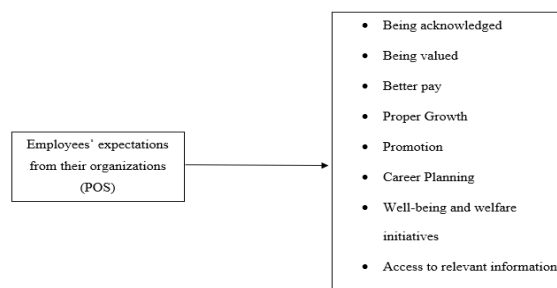 Employees’ expectations
from their organizations
(POS)
• Being acknowledged
• Being valued
• Better pay
• Proper Growth
• Promotion
• Career Planning
• Well-being and welfare
initiatives
• Access to relevant information